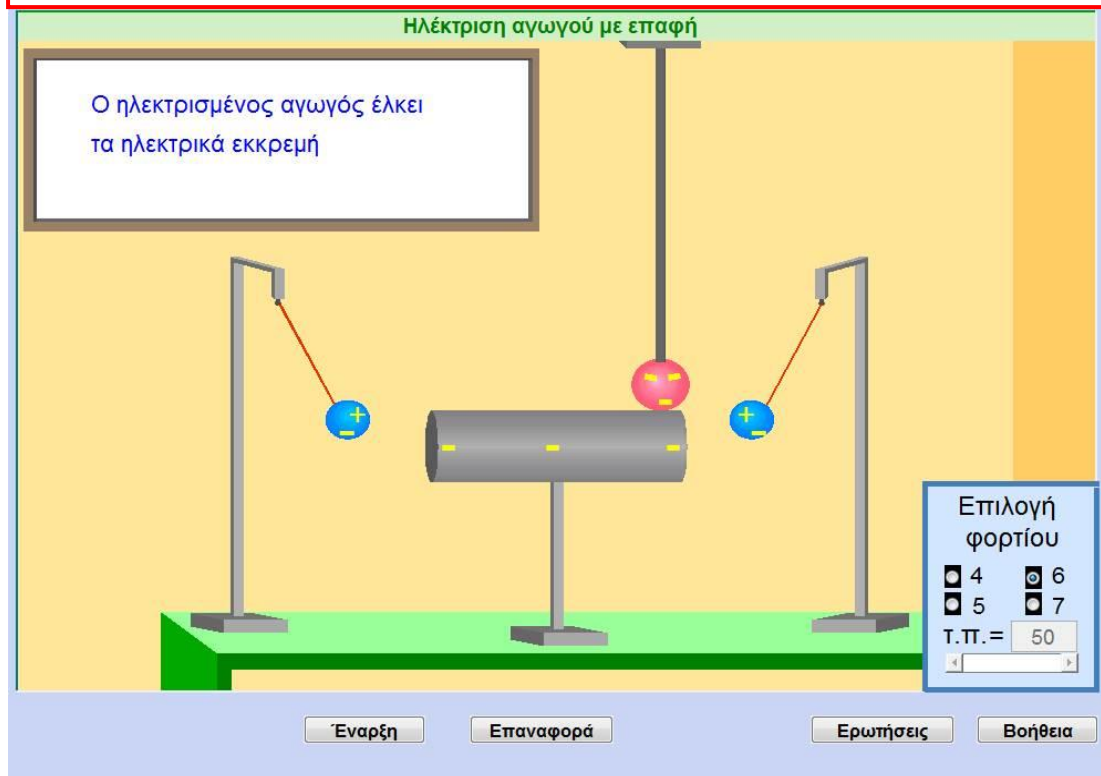 Ηλέκτριση αγωγού με επαφή
Ο ηλεκτρισμένος αγωγός έλκει
τα ηλεκτρικά εκκρεμή
+
-
-
-
-
-
-
-
+
-
Επιλογή
φορτίου
4 6
5 7
τ.π.= 50
Έναρξη Επαναφορά Ερωτήσεις Βοήθεια